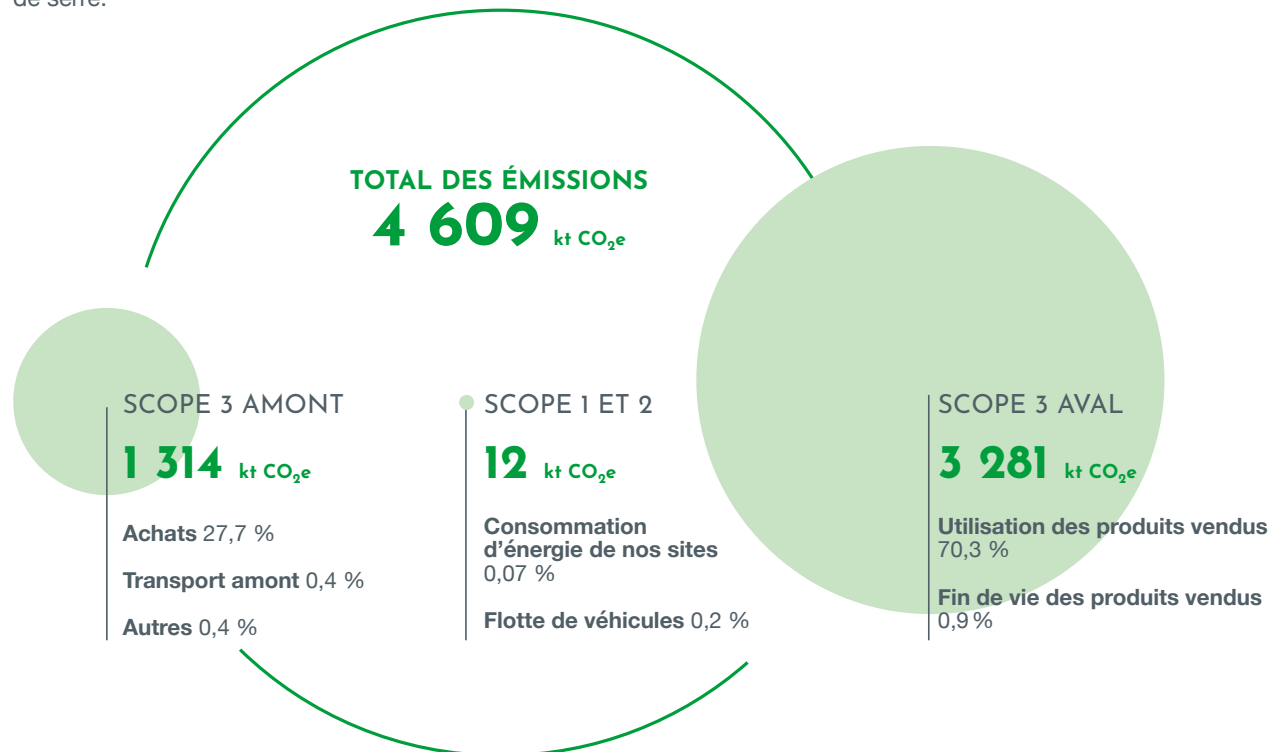 de serre.
TOTAL DES ÉMISSIONS
4 609 kt CO₂e
SCOPE 3 AMONT
1 314 kt CO₂e
Achats 27,7 %
Transport amont 0,4 %
Autres 0,4 %
SCOPE 1 ET 2
12 kt CO₂e
Consommation
d’énergie de nos sites
0,07 %
Flotte de véhicules 0,2 %
SCOPE 3 AVAL
3 281 kt CO₂e
Utilisation des produits vendus
70,3 %
Fin de vie des produits vendus
0,9 %